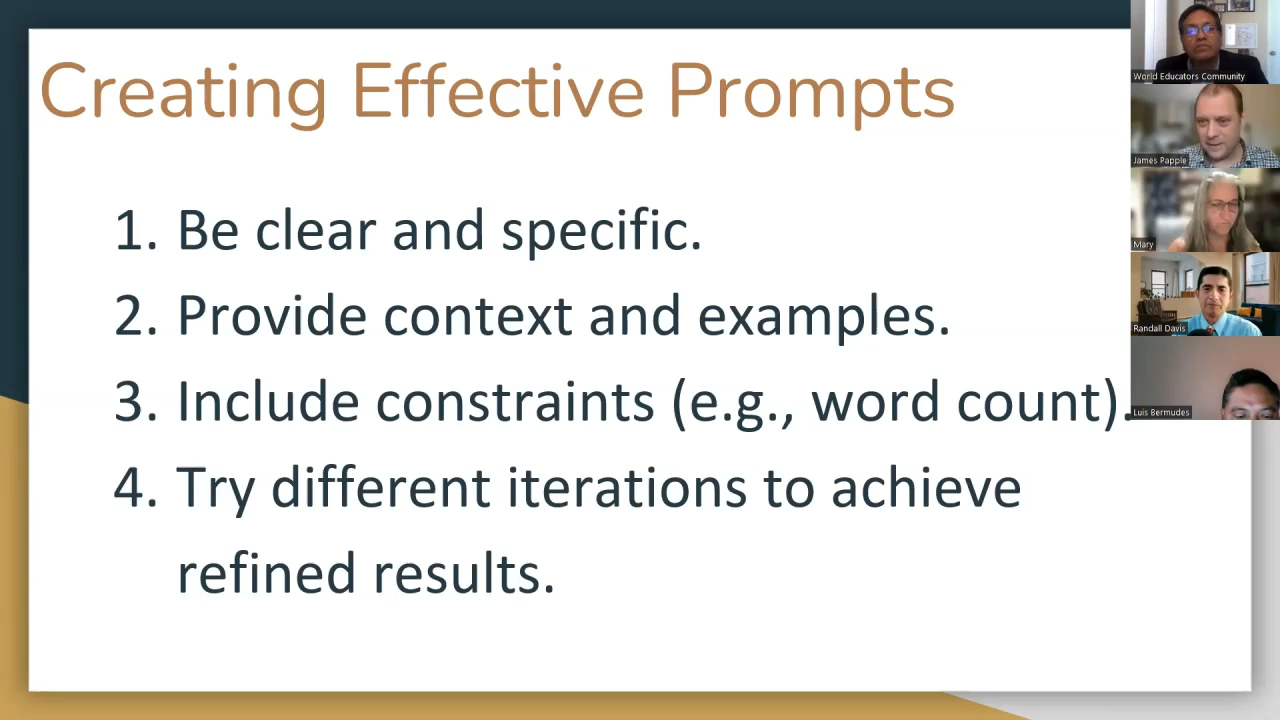 Creating Effective Prompts
1. Be clear and specific.
2. Provide context and examples.
3. Include constraints (e.g., word count).
4. Try different iterations to achieve
refined results.
World Educators Community
James Papple
Mary
Randall Davis
Luis Bermudes